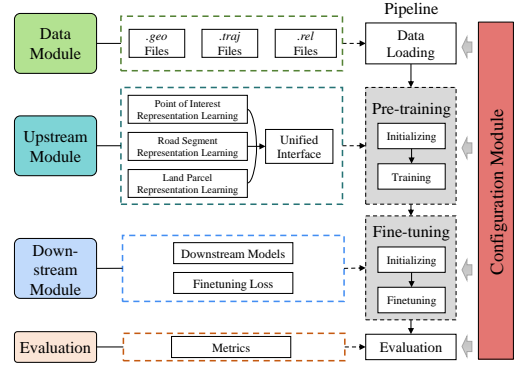 Pipeline
Data
Module
.geo
Files
.traj
Files
.rel
Files
Data
Loading
Upstream
Module
Point of Interest
Representation Learning
Road Segment
Representation Learning
Land Parcel
Representation Learning
Unified
Interface
Pre-training
Initializing
Training
Configuration Module
Down-
stream
Module
Downstream Models
Finetuning Loss
Fine-tuning
Initializing
Finetuning
Evaluation
Metrics
Evaluation